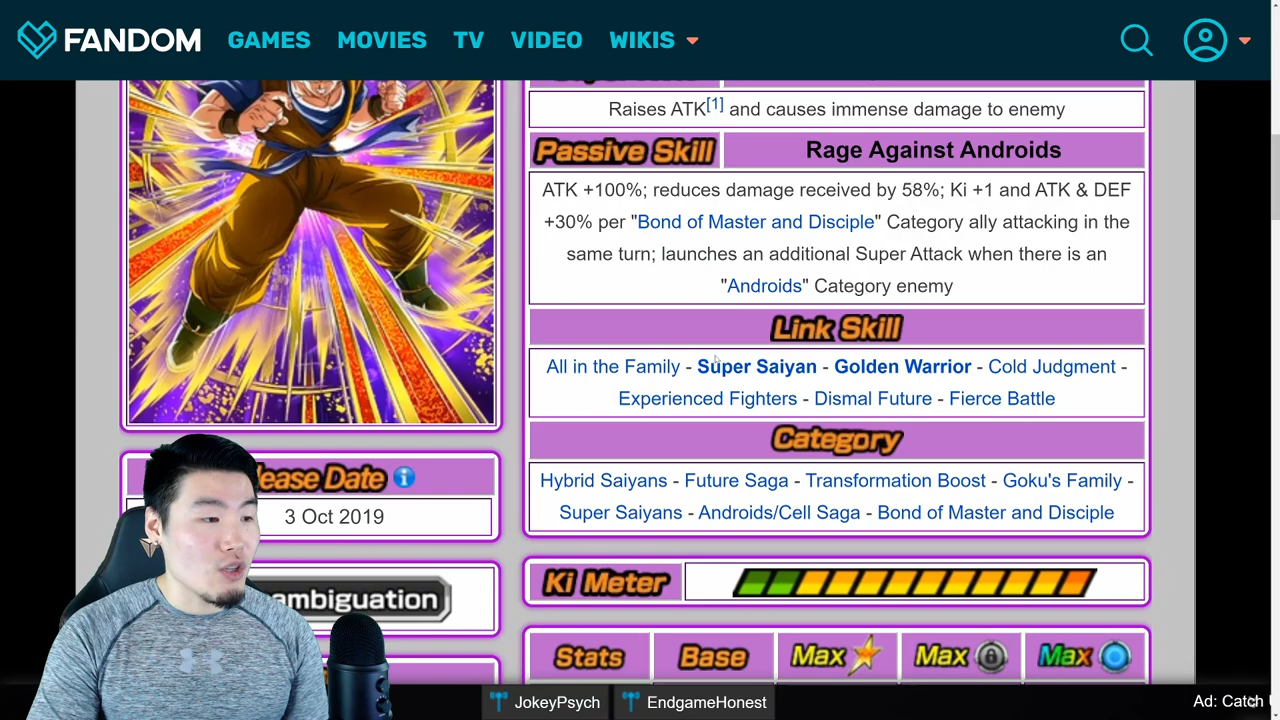 FANDOM GAMES MOVIES TV VIDEO WIKIS
Raises ATK[1] and causes immense damage to enemy
Passive Skill Rage Against Androids
ATK +100%; reduces damage received by 58%; Ki +1 and ATK & DEF
+30% per "Bond of Master and Disciple" Category ally attacking in the
same turn; launches an additional Super Attack when there is an
"Androids" Category enemy
Link Skill
All in the Family - Super Saiyan - Golden Warrior - Cold Judgment -
Experienced Fighters - Dismal Future - Fierce Battle
Category
Hybrid Saiyans - Future Saga - Transformation Boost - Goku's Family -
Super Saiyans - Androids/Cell Saga - Bond of Master and Disciple
lease Date i
3 Oct 2019
Ki Meter
ambiguation
Stats Base Max Max Max
JokeyPsych EndgameHonest Ad: Catch